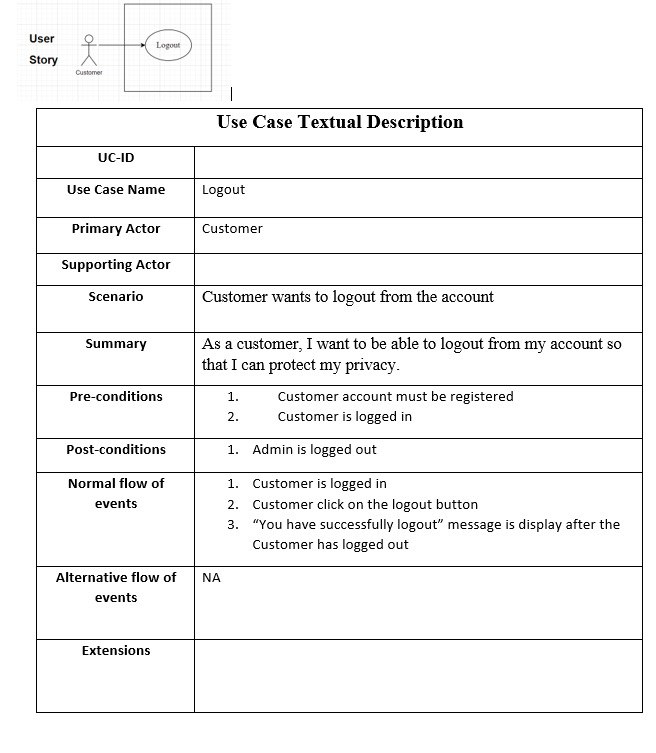 User
Story
Logout
Customer
Use Case Textual Description
UC-ID
Use Case Name
Logout
Primary Actor
Customer
Supporting Actor
Scenario
Customer wants to logout from the account
Summary
As a customer, I want to be able to logout from my account so
that I can protect my privacy.
Pre-conditions
1. Customer account must be registered
2. Customer is logged in
Post-conditions
1. Admin is logged out
Normal flow of
events
1. Customer is logged in
2. Customer click on the logout button
3. “You have successfully logout” message is display after the
Customer has logged out
Alternative flow of
events
NA
Extensions